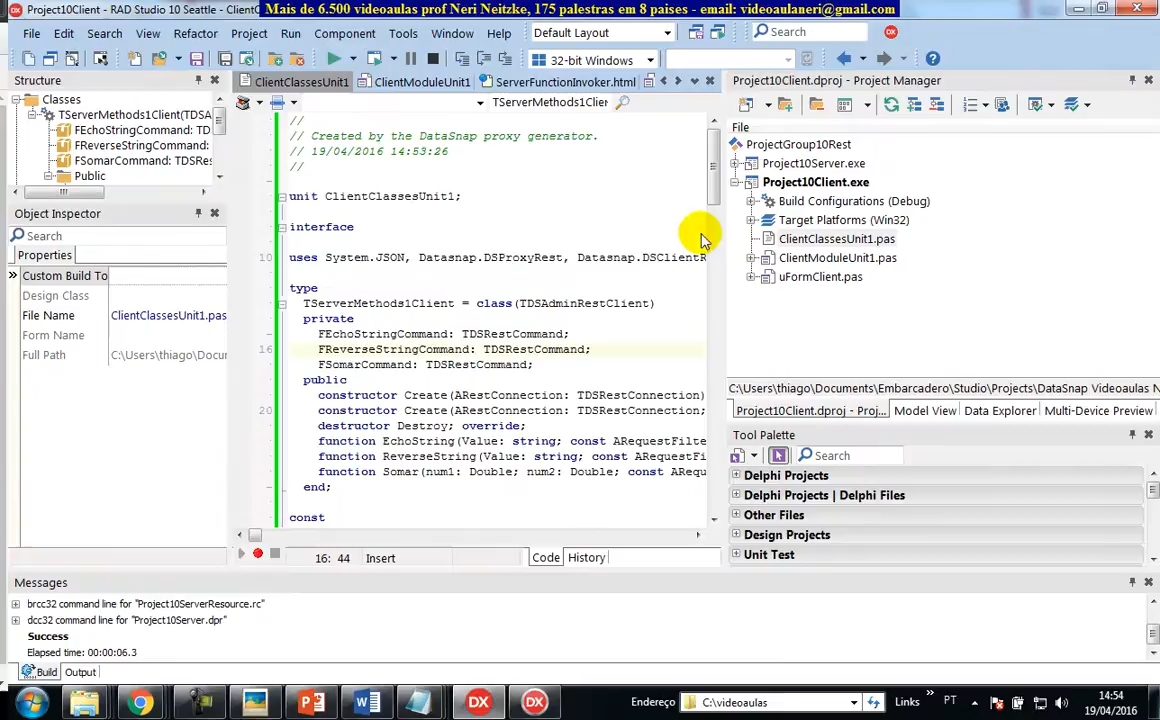 Project10Client - RAD Studio 10 Seattle - ClientCl
Mais de 6.500 videoaulas prof Neri Neitzke, 175 palestras em 8 paises - email: videoaulaneri@gmail.com
File Edit Search View Refactor Project Run Component Tools Window Help Default Layout Search
32-bit Windows
Structure
ClientClassesUnit1 ClientModuleUnit1 ServerFunctionInvoker.html
Project10Client.dproj - Project Manager
Classes
TServerMethods1Client(TDSA
FEchoStringCommand: TD
FReverseStringCommand:
FSomarCommand: TDSRes
Public
TServerMethods1Clier
Object Inspector
Search
Properties
Custom Build To
Design Class
File Name ClientClassesUnit1.pas
Form Name
Full Path C:\Users\thiago\Docu
//
// Created by the DataSnap proxy generator.
// 19/04/2016 14:53:26
//
unit ClientClassesUnit1;
interface
10 uses System.JSON, Datasnap.DSProxyRest, Datasnap.DSClientR
type
TServerMethods1Client = class(TDSAdminRestClient)
private
FEchoStringCommand: TDSRestCommand;
16 FReverseStringCommand: TDSRestCommand;
FSomarCommand: TDSRestCommand;
public
constructor Create(ARestConnection: TDSRestConnection)
20 constructor Create(ARestConnection: TDSRestConnection;
destructor Destroy; override;
function EchoString(Value: string; const ARequestFilte
function ReverseString(Value: string; const ARequestFi
function Somar(num1: Double; num2: Double; const AReq
end;
const
16: 44 Insert Code History
File
ProjectGroup10Rest
Project10Server.exe
Project10Client.exe
Build Configurations (Debug)
Target Platforms (Win32)
ClientClassesUnit1.pas
ClientModuleUnit1.pas
uFormClient.pas
C:\Users\thiago\Documents\Embarcadero\Studio\Projects\DataSnap Videoaulas N
Project10Client.dproj - Proj... Model View Data Explorer Multi-Device Preview
Tool Palette
Search
Delphi Projects
Delphi Projects | Delphi Files
Other Files
Design Projects
Unit Test
Messages
brcc32 command line for "Project10ServerResource.rc"
dcc32 command line for "Project10Server.dpr"
Success
Elapsed time: 00:00:06.3
Build Output
Endereço C:\videoaulas Links PT 14:54
19/04/2016